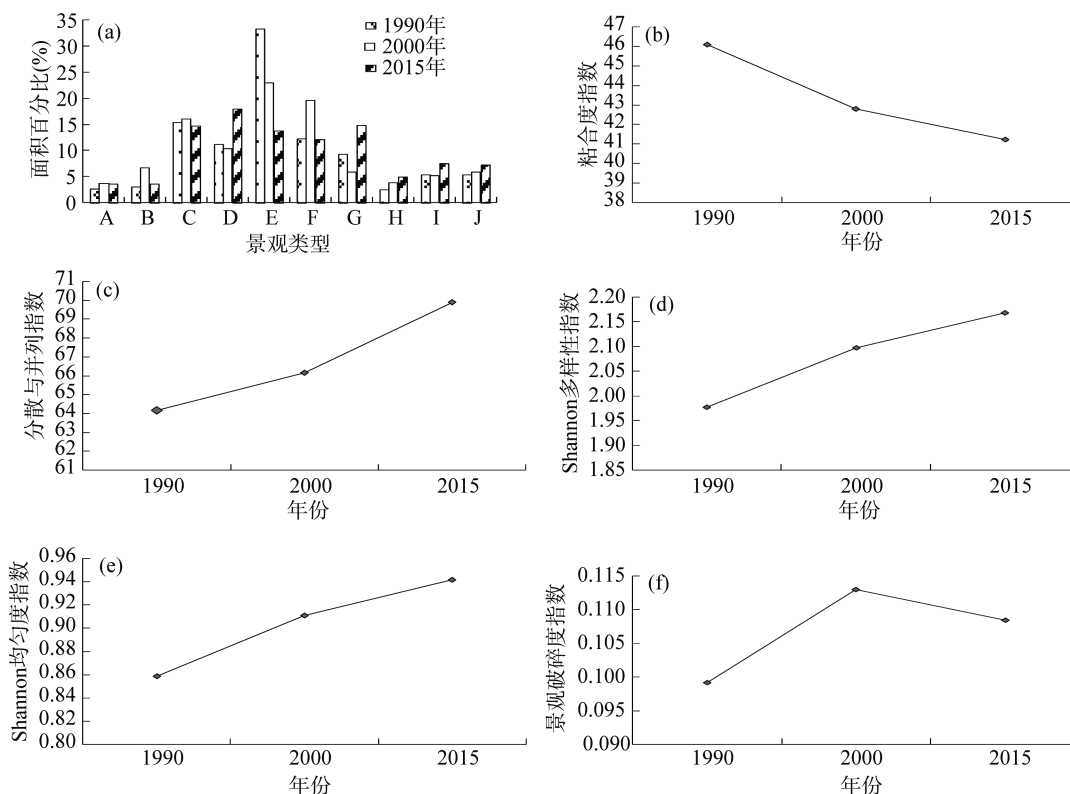 (a)
1990年
2000年
2015年
35
30
25
20
15
10
5
0
面积百分比(%)
A B C D E F G H I J
景观类型
(b)
47
46
45
44
43
42
41
40
39
38
粘合度指数
1990 2000 2015
年份
(c)
71
70
69
68
67
66
65
64
63
62
61
分散与并列指数
1990 2000 2015
年份
(d)
2.20
2.15
2.10
2.05
2.00
1.95
1.90
1.85
Shannon多样性指数
1990 2000 2015
年份
(e)
0.96
0.94
0.92
0.90
0.88
0.86
0.84
0.82
0.80
Shannon均匀度指数
1990 2000 2015
年份
(f)
0.115
0.110
0.105
0.100
0.095
0.090
景观破碎度指数
1990 2000 2015
年份